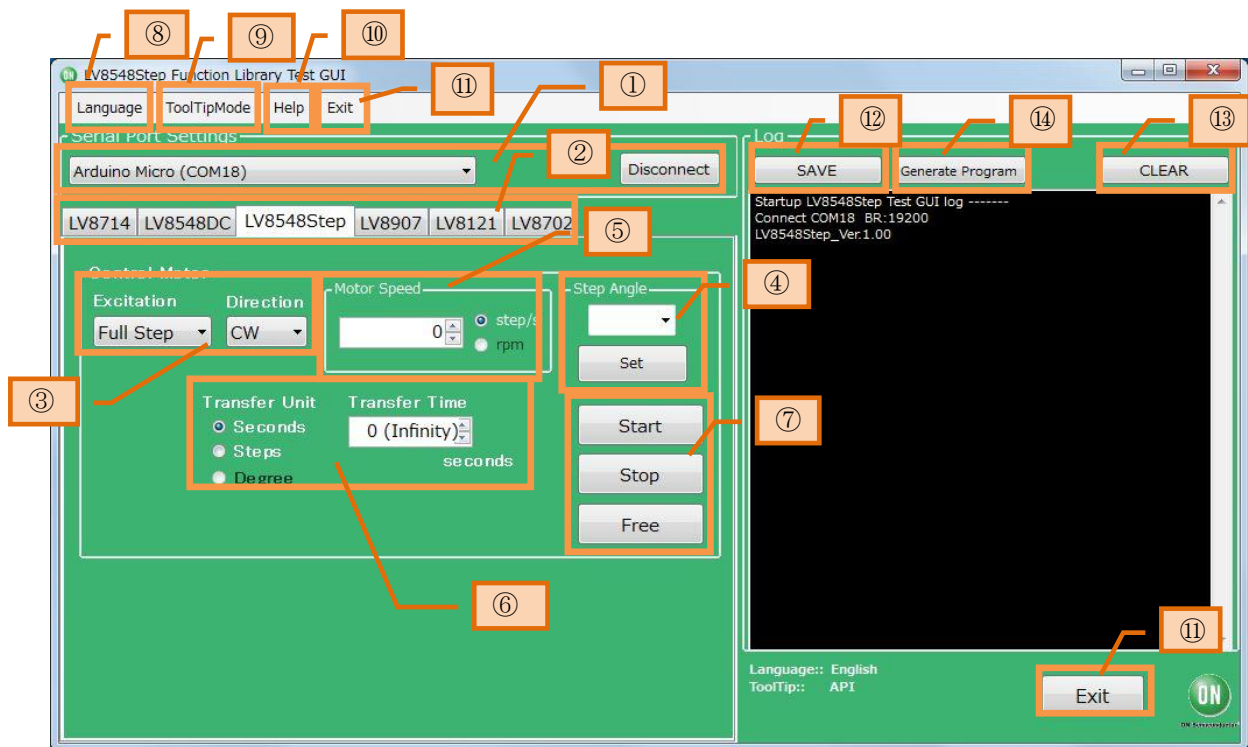 ⑧ ⑨ ⑩
LV8548Step Function Library Test GUI
⑪ ①
Language ToolTipMode Help Exit
⑫ ⑭ ⑬
Serial Port Settings
Log
②
Arduino Micro (COM18) Disconnect
SAVE Generate Program CLEAR
Startup LV8548Step Test GUI log -------
Connect COM18 BR:19200
LV8548Step_Ver.1.00
LV8714 LV8548DC LV8548Step LV8907 LV8121 LV8702
⑤
Control Motor
④
Excitation Direction
Full Step CW
Motor Speed
0 step/s
rpm
Step Angle
Set
③
Transfer Unit Transfer Time
Seconds 0 (Infinity)
Steps seconds
Degree
⑦
Start
Stop
Free
⑥
⑪
Language:: English
ToolTip:: API
Exit
ON
ON Semiconductor